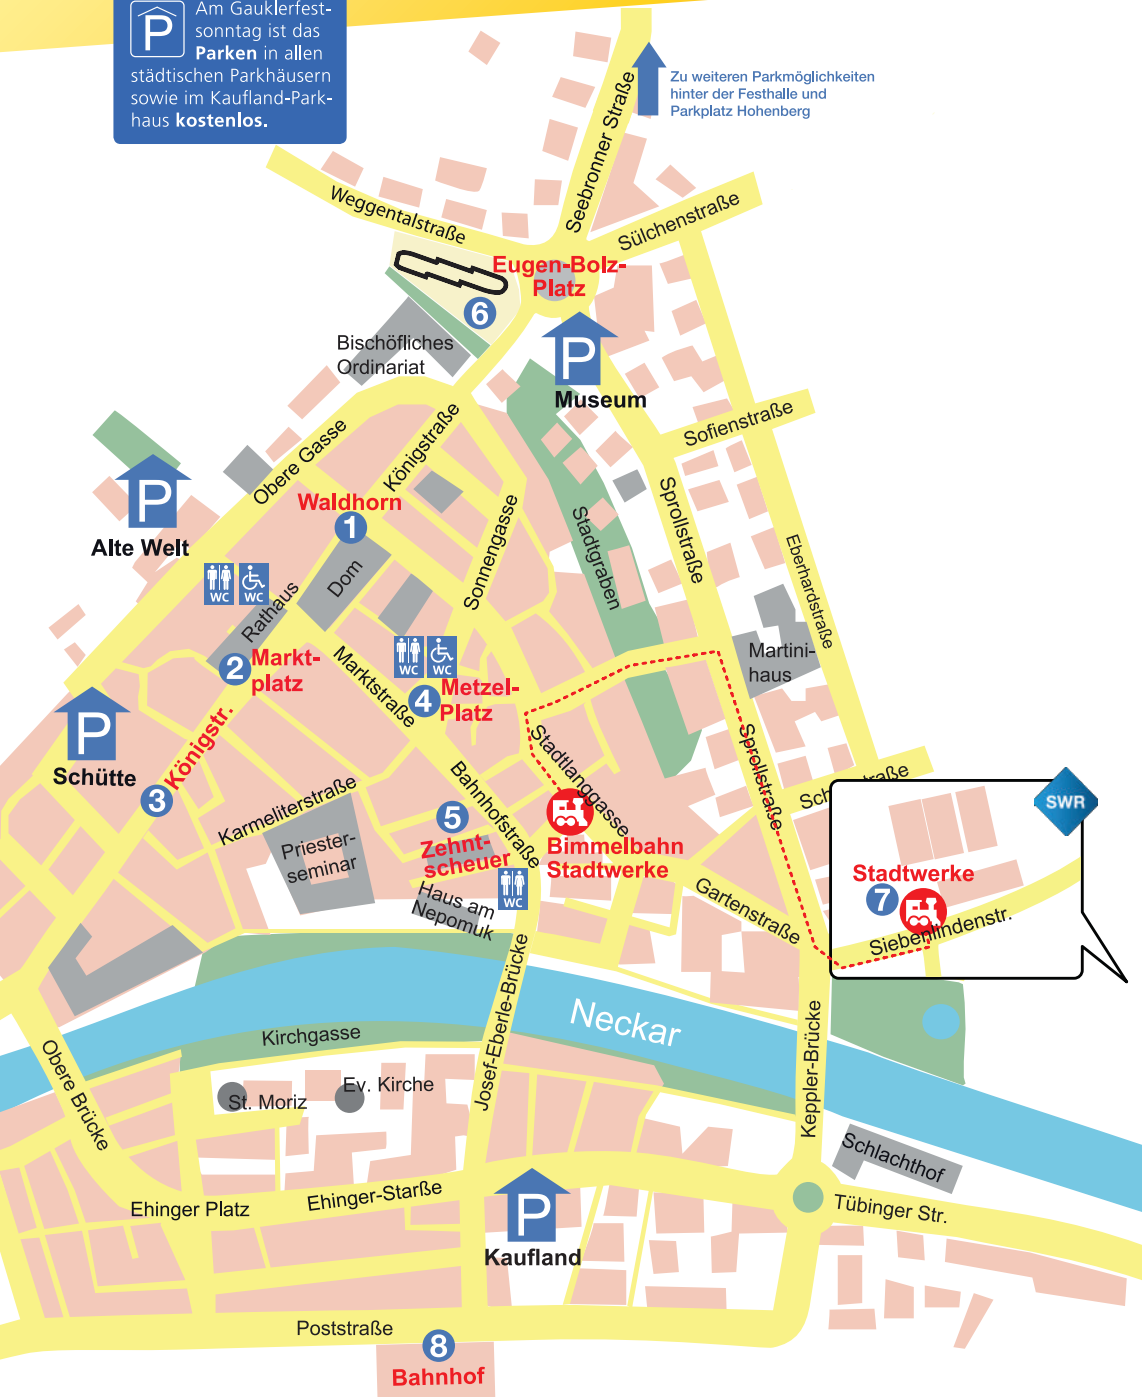 Am Gauklerfest-
sonntag ist das
P
Parken in allen
städtischen Parkhäusern
sowie im Kaufland-Park-
haus kostenlos.
Zu weiteren Parkmöglichkeiten
hinter der Festhalle und
Parkplatz Hohenberg
Seebronner Straße
Weggentalstraße
Sülchenstraße
Eugen-Bolz-
Platz
6
Bischöfliches
Ordinariat
P
Museum
Sofienstraße
Königstraße
Obere Gasse
P
Alte Welt
Waldhorn
1
Sonnengasse
Stadtgraben
Sprollstraße
Eberhardstraße
WC
WC
Rathaus
Dom
2
Markt-
platz
Marktstraße
WC
WC
4
Metzel-
Platz
Martini-
haus
P
Schütte
Königstr.
3
Karmeliterstraße
Bahnhofstraße
Stadtlanggasse
Sprollstraße
5
Zehnt-
scheuer
Bimmelbahn
Stadtwerke
Priester-
seminar
Haus am
Nepomuk
WC
Gartenstraße
SWR
Stadtwerke
7
Siebenlindenstr.
Neckar
Josef-Eberle-Brücke
Keppler-Brücke
Kirchgasse
Obere Brücke
St. Moriz
Ev. Kirche
Schlachthof
Ehinger Platz
Ehinger-Starße
P
Kaufland
Tübinger Str.
Poststraße
8
Bahnhof